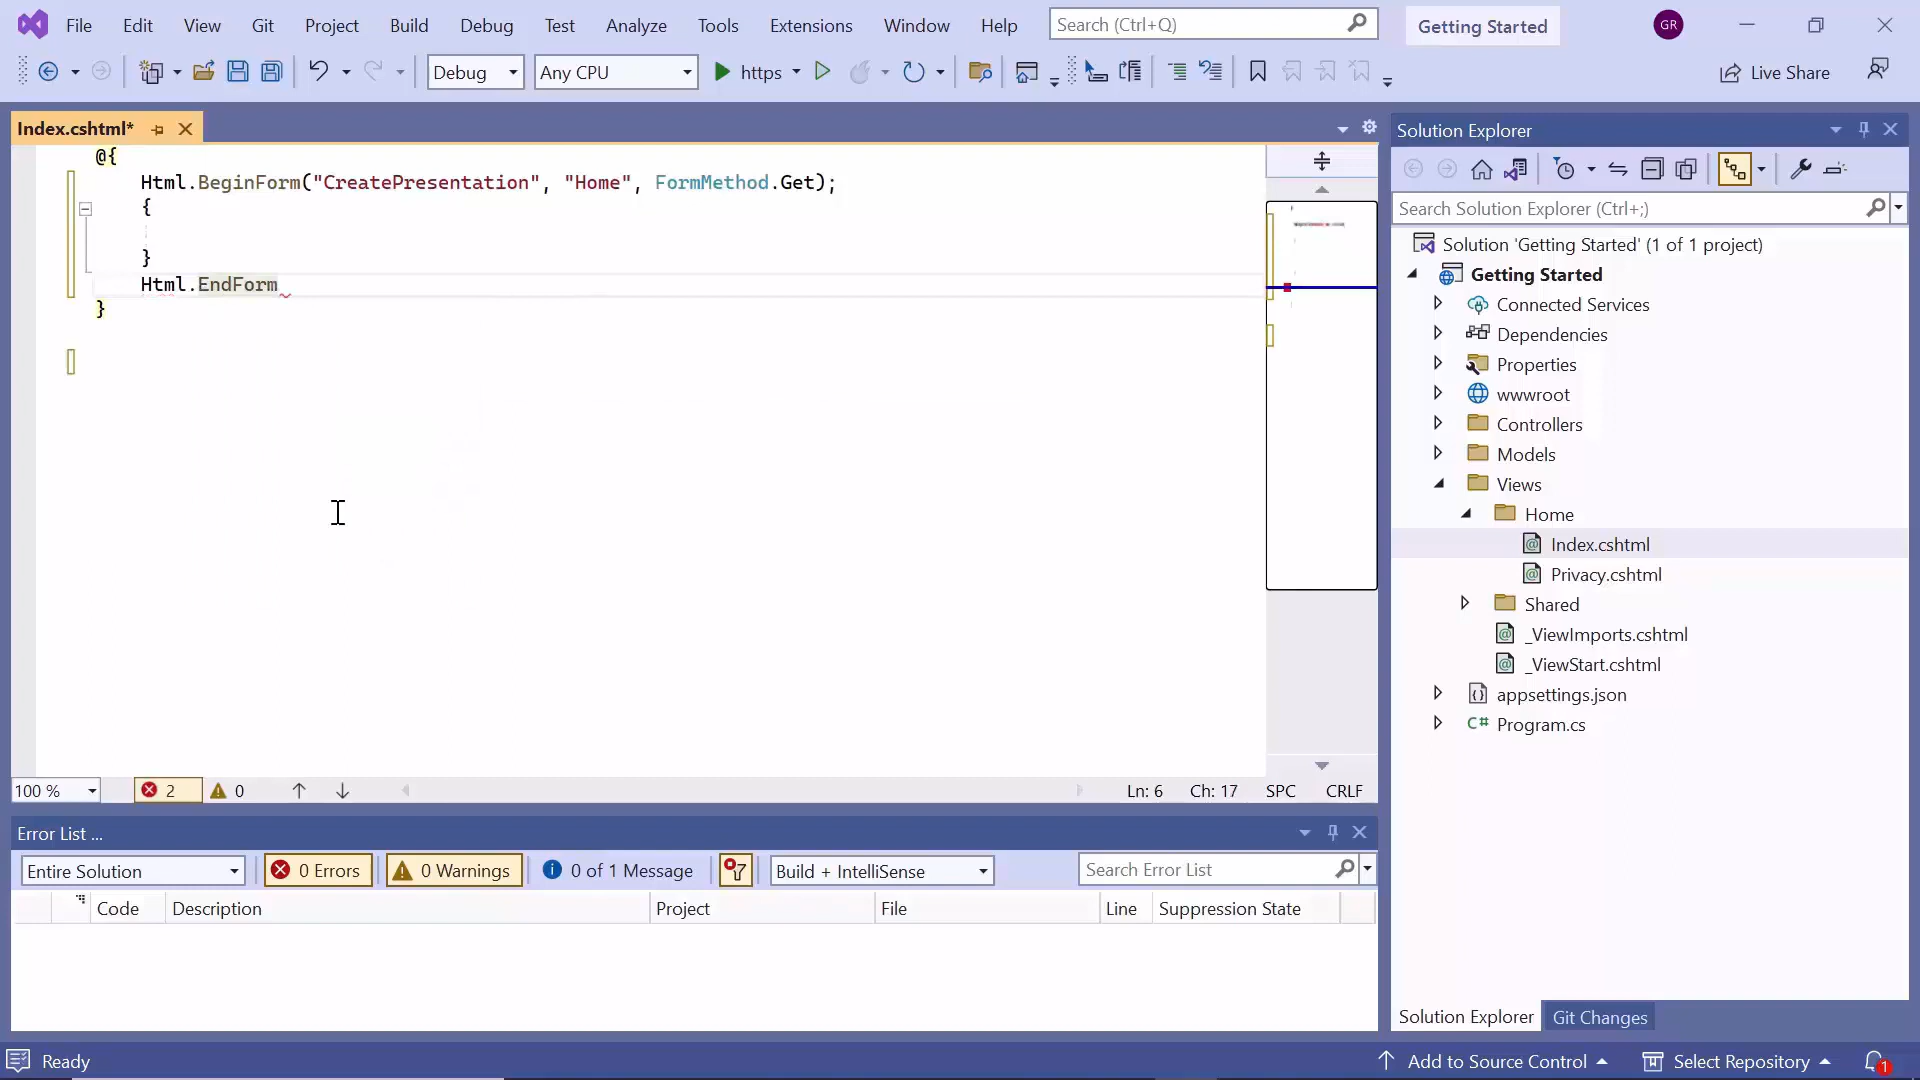 File Edit View Git Project Build Debug Test Analyze Tools Extensions Window Help Search (Ctrl+Q) Getting Started GR
Debug Any CPU https Live Share
Index.cshtml*
@{
Html.BeginForm("CreatePresentation", "Home", FormMethod.Get);
{
}
Html.EndForm
}
100 % 2 0 Ln: 6 Ch: 17 SPC CRLF
Error List ...
Entire Solution 0 Errors 0 Warnings 0 of 1 Message Build + IntelliSense Search Error List
Code Description Project File Line Suppression State
Solution Explorer
Search Solution Explorer (Ctrl+;)
Solution 'Getting Started' (1 of 1 project)
Getting Started
Connected Services
Dependencies
Properties
wwwroot
Controllers
Models
Views
Home
Index.cshtml
Privacy.cshtml
Shared
_ViewImports.cshtml
_ViewStart.cshtml
appsettings.json
C# Program.cs
Solution Explorer Git Changes
Ready Add to Source Control Select Repository 1